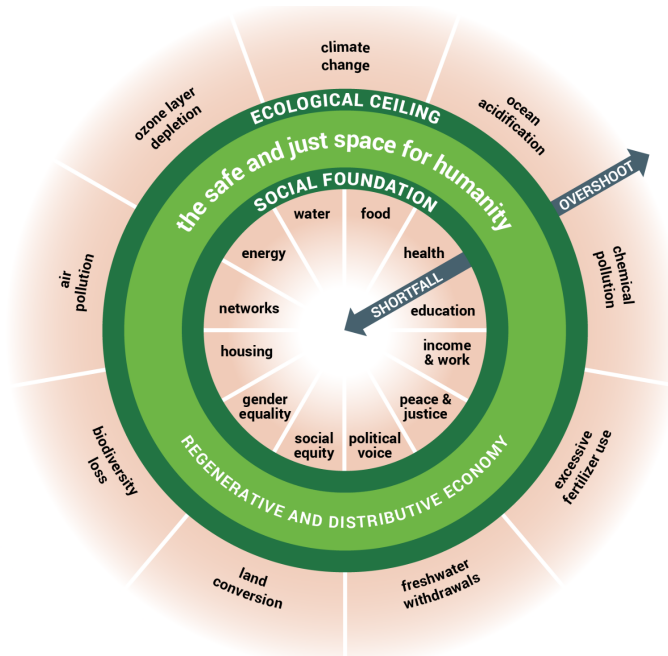 climate
change
ocean
acidification
OVERSHOOT
chemical
pollution
excessive
fertilizer use
freshwater
withdrawals
land
conversion
biodiversity
loss
air
pollution
ozone layer
depletion
ECOLOGICAL CEILING
the safe and just space for humanity
SOCIAL FOUNDATION
water
food
health
SHORTFALL
education
income
& work
peace &
justice
political
voice
social
equity
gender
equality
housing
networks
energy
REGENERATIVE AND DISTRIBUTIVE ECONOMY